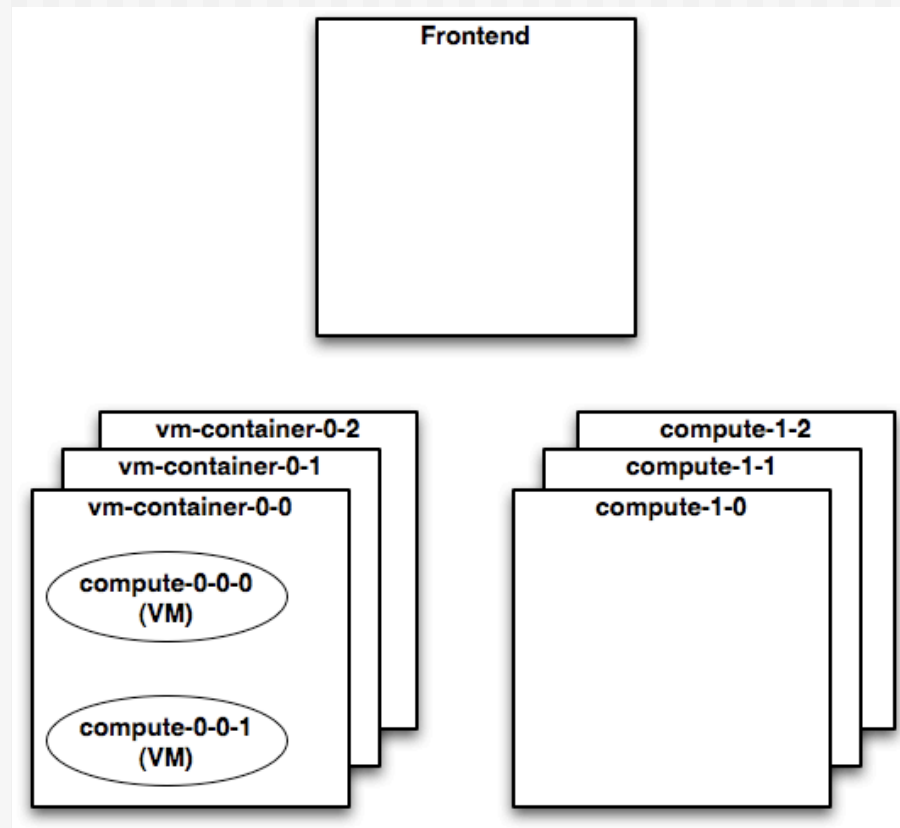 Frontend
vm-container-0-2
vm-container-0-1
vm-container-0-0
compute-0-0-0
(VM)
compute-0-0-1
(VM)
compute-1-2
compute-1-1
compute-1-0